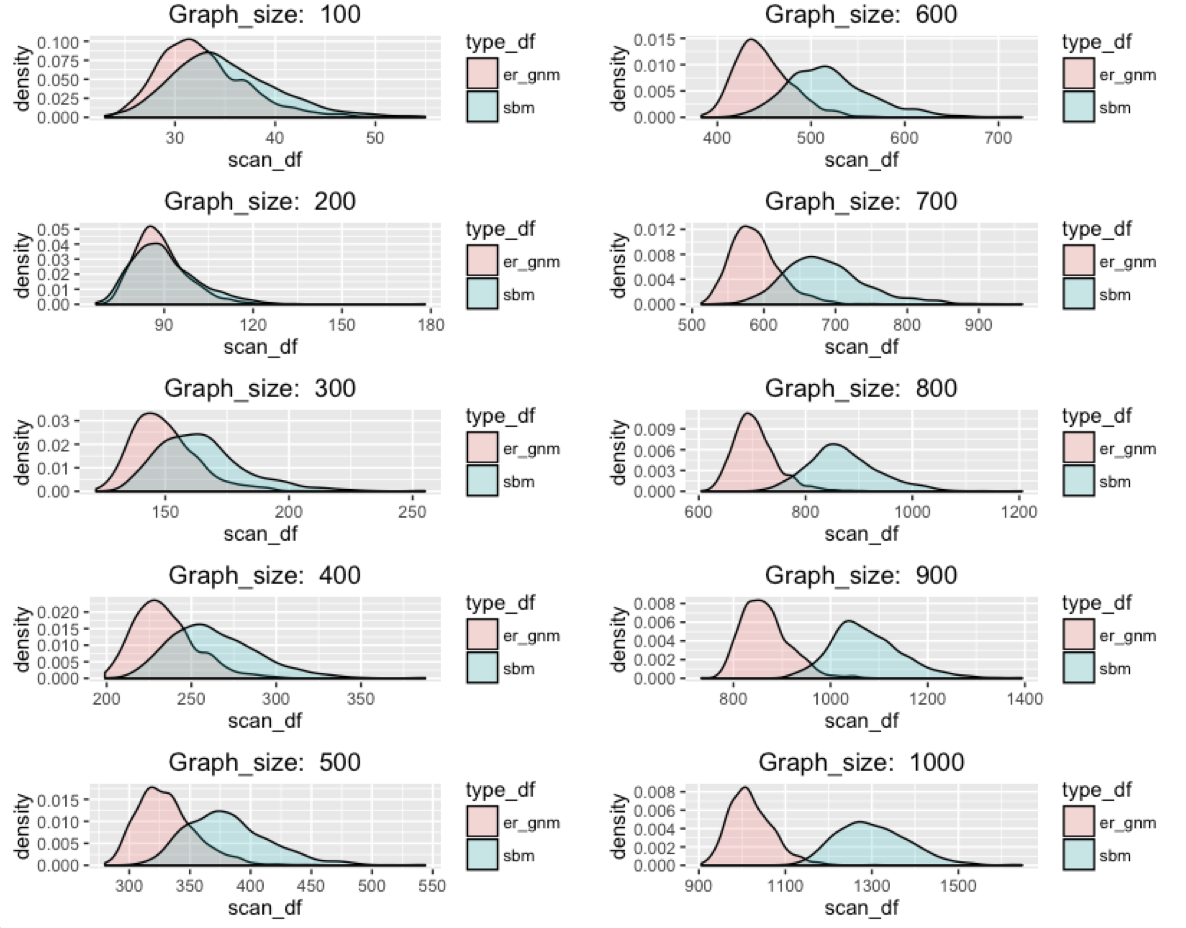 Graph_size: 100
density
0.100
0.075
0.050
0.025
0.000
30 40 50
scan_df
type_df
er_gnm
sbm
Graph_size: 600
density
0.015
0.010
0.005
0.000
400 500 600 700
scan_df
type_df
er_gnm
sbm
Graph_size: 200
density
0.05
0.04
0.03
0.02
0.01
0.00
90 120 150 180
scan_df
type_df
er_gnm
sbm
Graph_size: 700
density
0.012
0.008
0.004
0.000
500 600 700 800 900
scan_df
type_df
er_gnm
sbm
Graph_size: 300
density
0.03
0.02
0.01
0.00
150 200 250
scan_df
type_df
er_gnm
sbm
Graph_size: 800
density
0.009
0.006
0.003
0.000
600 800 1000 1200
scan_df
type_df
er_gnm
sbm
Graph_size: 400
density
0.020
0.015
0.010
0.005
0.000
200 250 300 350
scan_df
type_df
er_gnm
sbm
Graph_size: 900
density
0.008
0.006
0.004
0.002
0.000
800 1000 1200 1400
scan_df
type_df
er_gnm
sbm
Graph_size: 500
density
0.015
0.010
0.005
0.000
300 350 400 450 500 550
scan_df
type_df
er_gnm
sbm
Graph_size: 1000
density
0.008
0.006
0.004
0.002
0.000
900 1100 1300 1500
scan_df
type_df
er_gnm
sbm